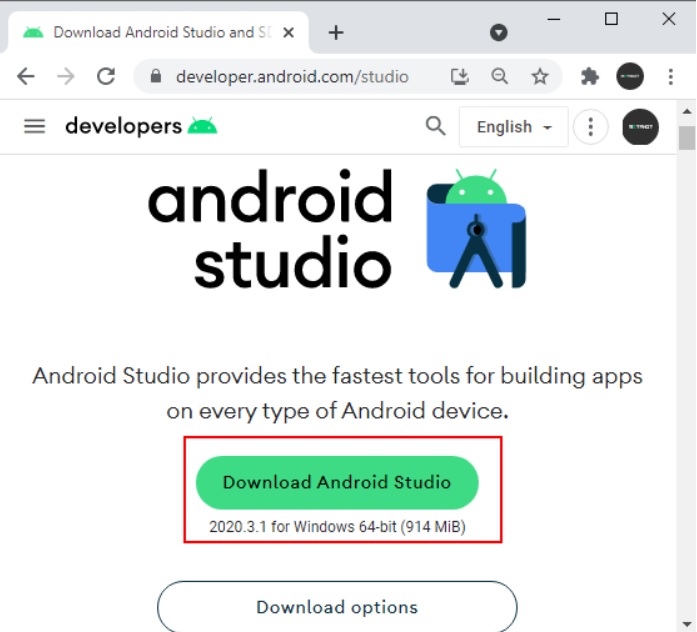 Download Android Studio and SD
developer.android.com/studio
developers
English
android
studio
Android Studio provides the fastest tools for building apps
on every type of Android device.
Download Android Studio
2020.3.1 for Windows 64-bit (914 MiB)
Download options